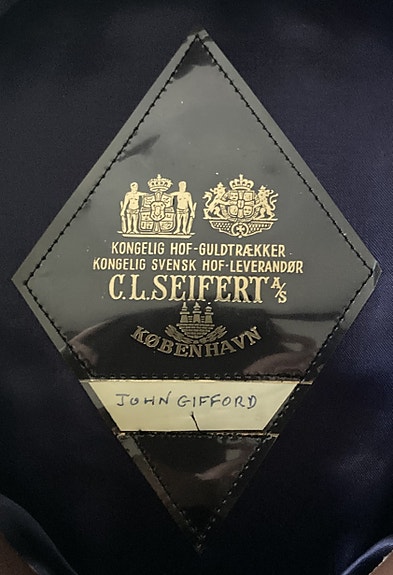 KONGELIG HOF-GULDTRÆKKER
KONGELIG SVENSK HOF-LEVERANDØR
C.L.SEIFERT A/S
KØBENHAVN
JOHN GIFFORD